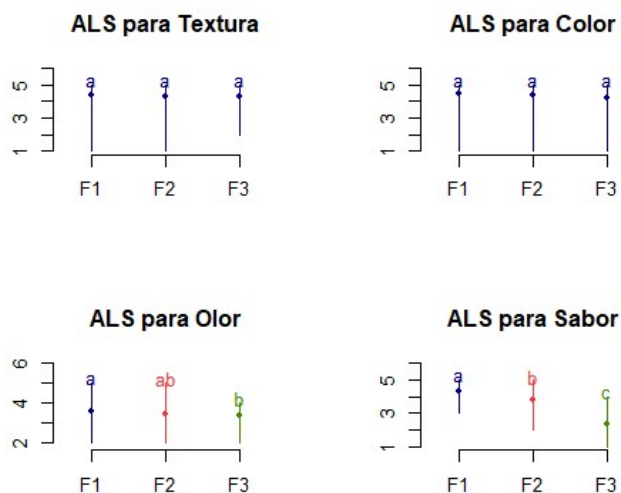 ALS para Textura
5
3
1
a a a
F1 F2 F3
ALS para Color
5
3
1
a a a
F1 F2 F3
ALS para Olor
6
4
2
a ab b
F1 F2 F3
ALS para Sabor
5
3
1
a b c
F1 F2 F3